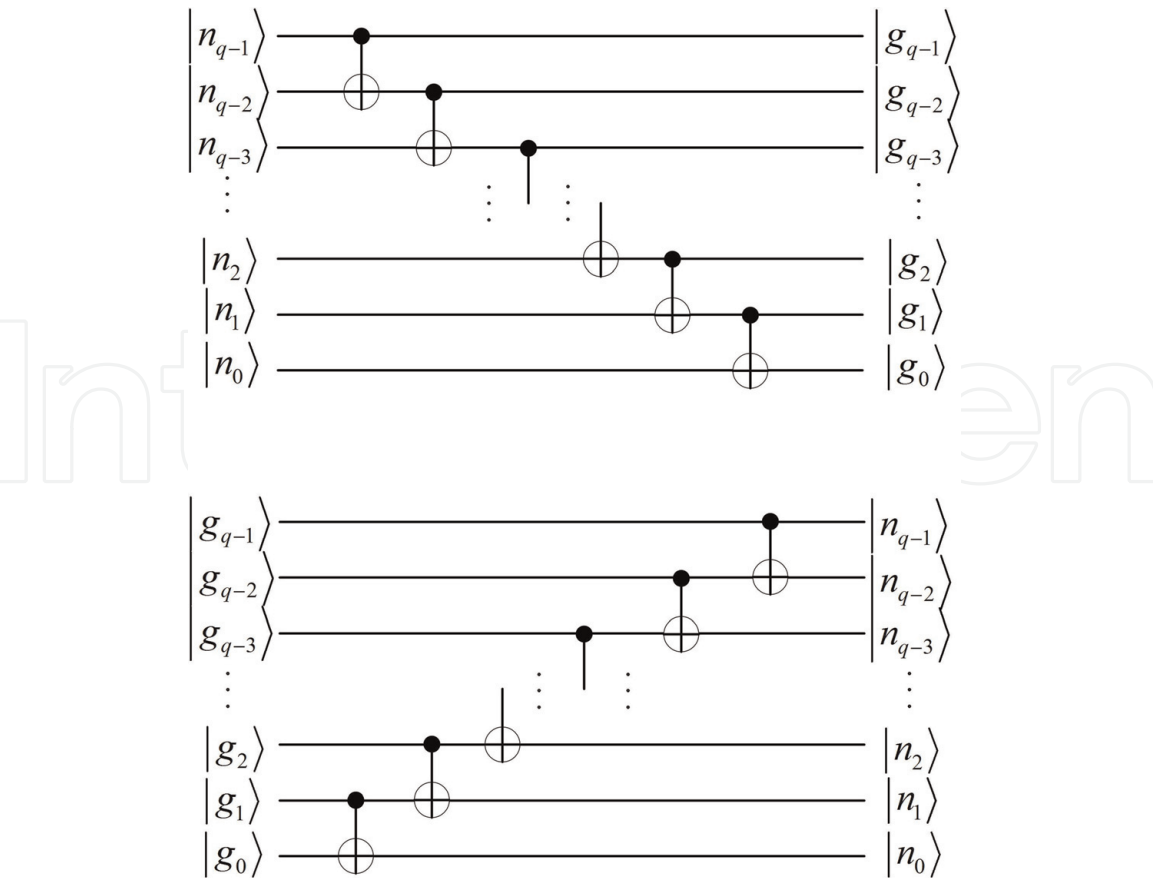 |n_{q−1}⟩ |g_{q−1}⟩
|n_{q−2}⟩ |g_{q−2}⟩
|n_{q−3}⟩ |g_{q−3}⟩
|n_2⟩ |g_2⟩
|n_1⟩ |g_1⟩
|n_0⟩ |g_0⟩
|g_{q−1}⟩ |n_{q−1}⟩
|g_{q−2}⟩ |n_{q−2}⟩
|g_{q−3}⟩ |n_{q−3}⟩
|g_2⟩ |n_2⟩
|g_1⟩ |n_1⟩
|g_0⟩ |n_0⟩